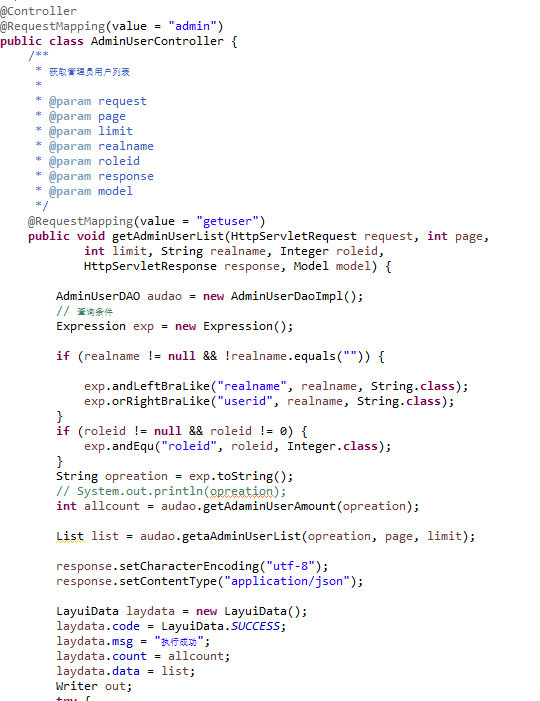 @Controller
@RequestMapping(value = "admin")
public class AdminUserController {
/**
* 获取管理员用户列表
*
* @param request
* @param page
* @param limit
* @param realname
* @param roleid
* @param response
* @param model
*/
@RequestMapping(value = "getuser")
public void getAdminUserList(HttpServletRequest request, int page,
int limit, String realname, Integer roleid,
HttpServletResponse response, Model model) {
AdminUserDAO audao = new AdminUserDaoImpl();
// 查询条件
Expression exp = new Expression();
if (realname != null && !realname.equals("")) {
exp.andLeftBraLike("realname", realname, String.class);
exp.orRightBraLike("userid", realname, String.class);
}
if (roleid != null && roleid != 0) {
exp.andEqu("roleid", roleid, Integer.class);
}
String opreation = exp.toString();
// System.out.println(opreation);
int allcount = audao.getAdaminUserAmount(opreation);
List list = audao.getaAdminUserList(opreation, page, limit);
response.setCharacterEncoding("utf-8");
response.setContentType("application/json");
LayuiData laydata = new LayuiData();
laydata.code = LayuiData.SUCCESS;
laydata.msg = "执行成功";
laydata.count = allcount;
laydata.data = list;
Writer out;
try {